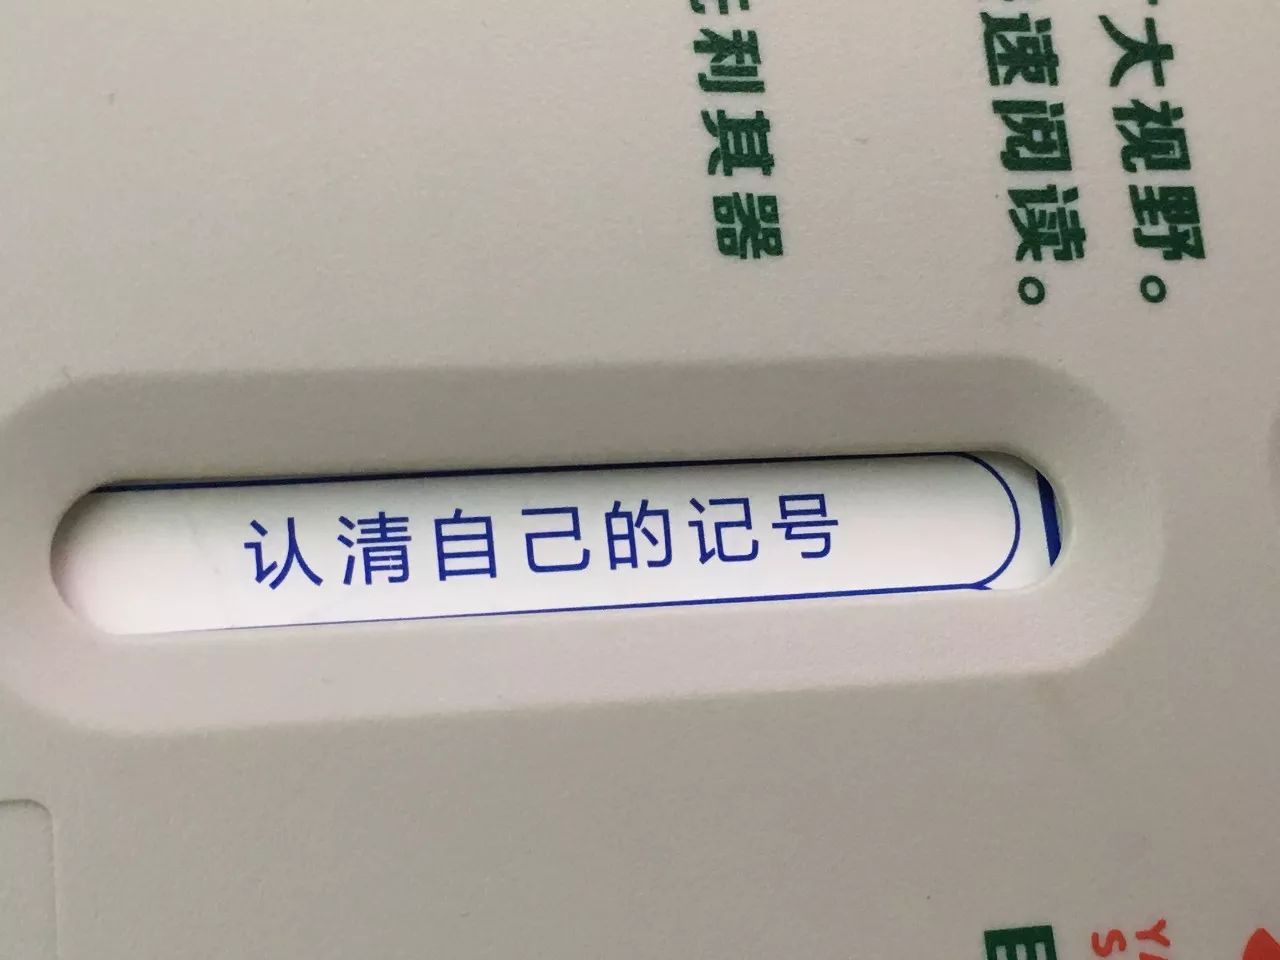 大视野。
速阅读。
利其器
认清自己的记号